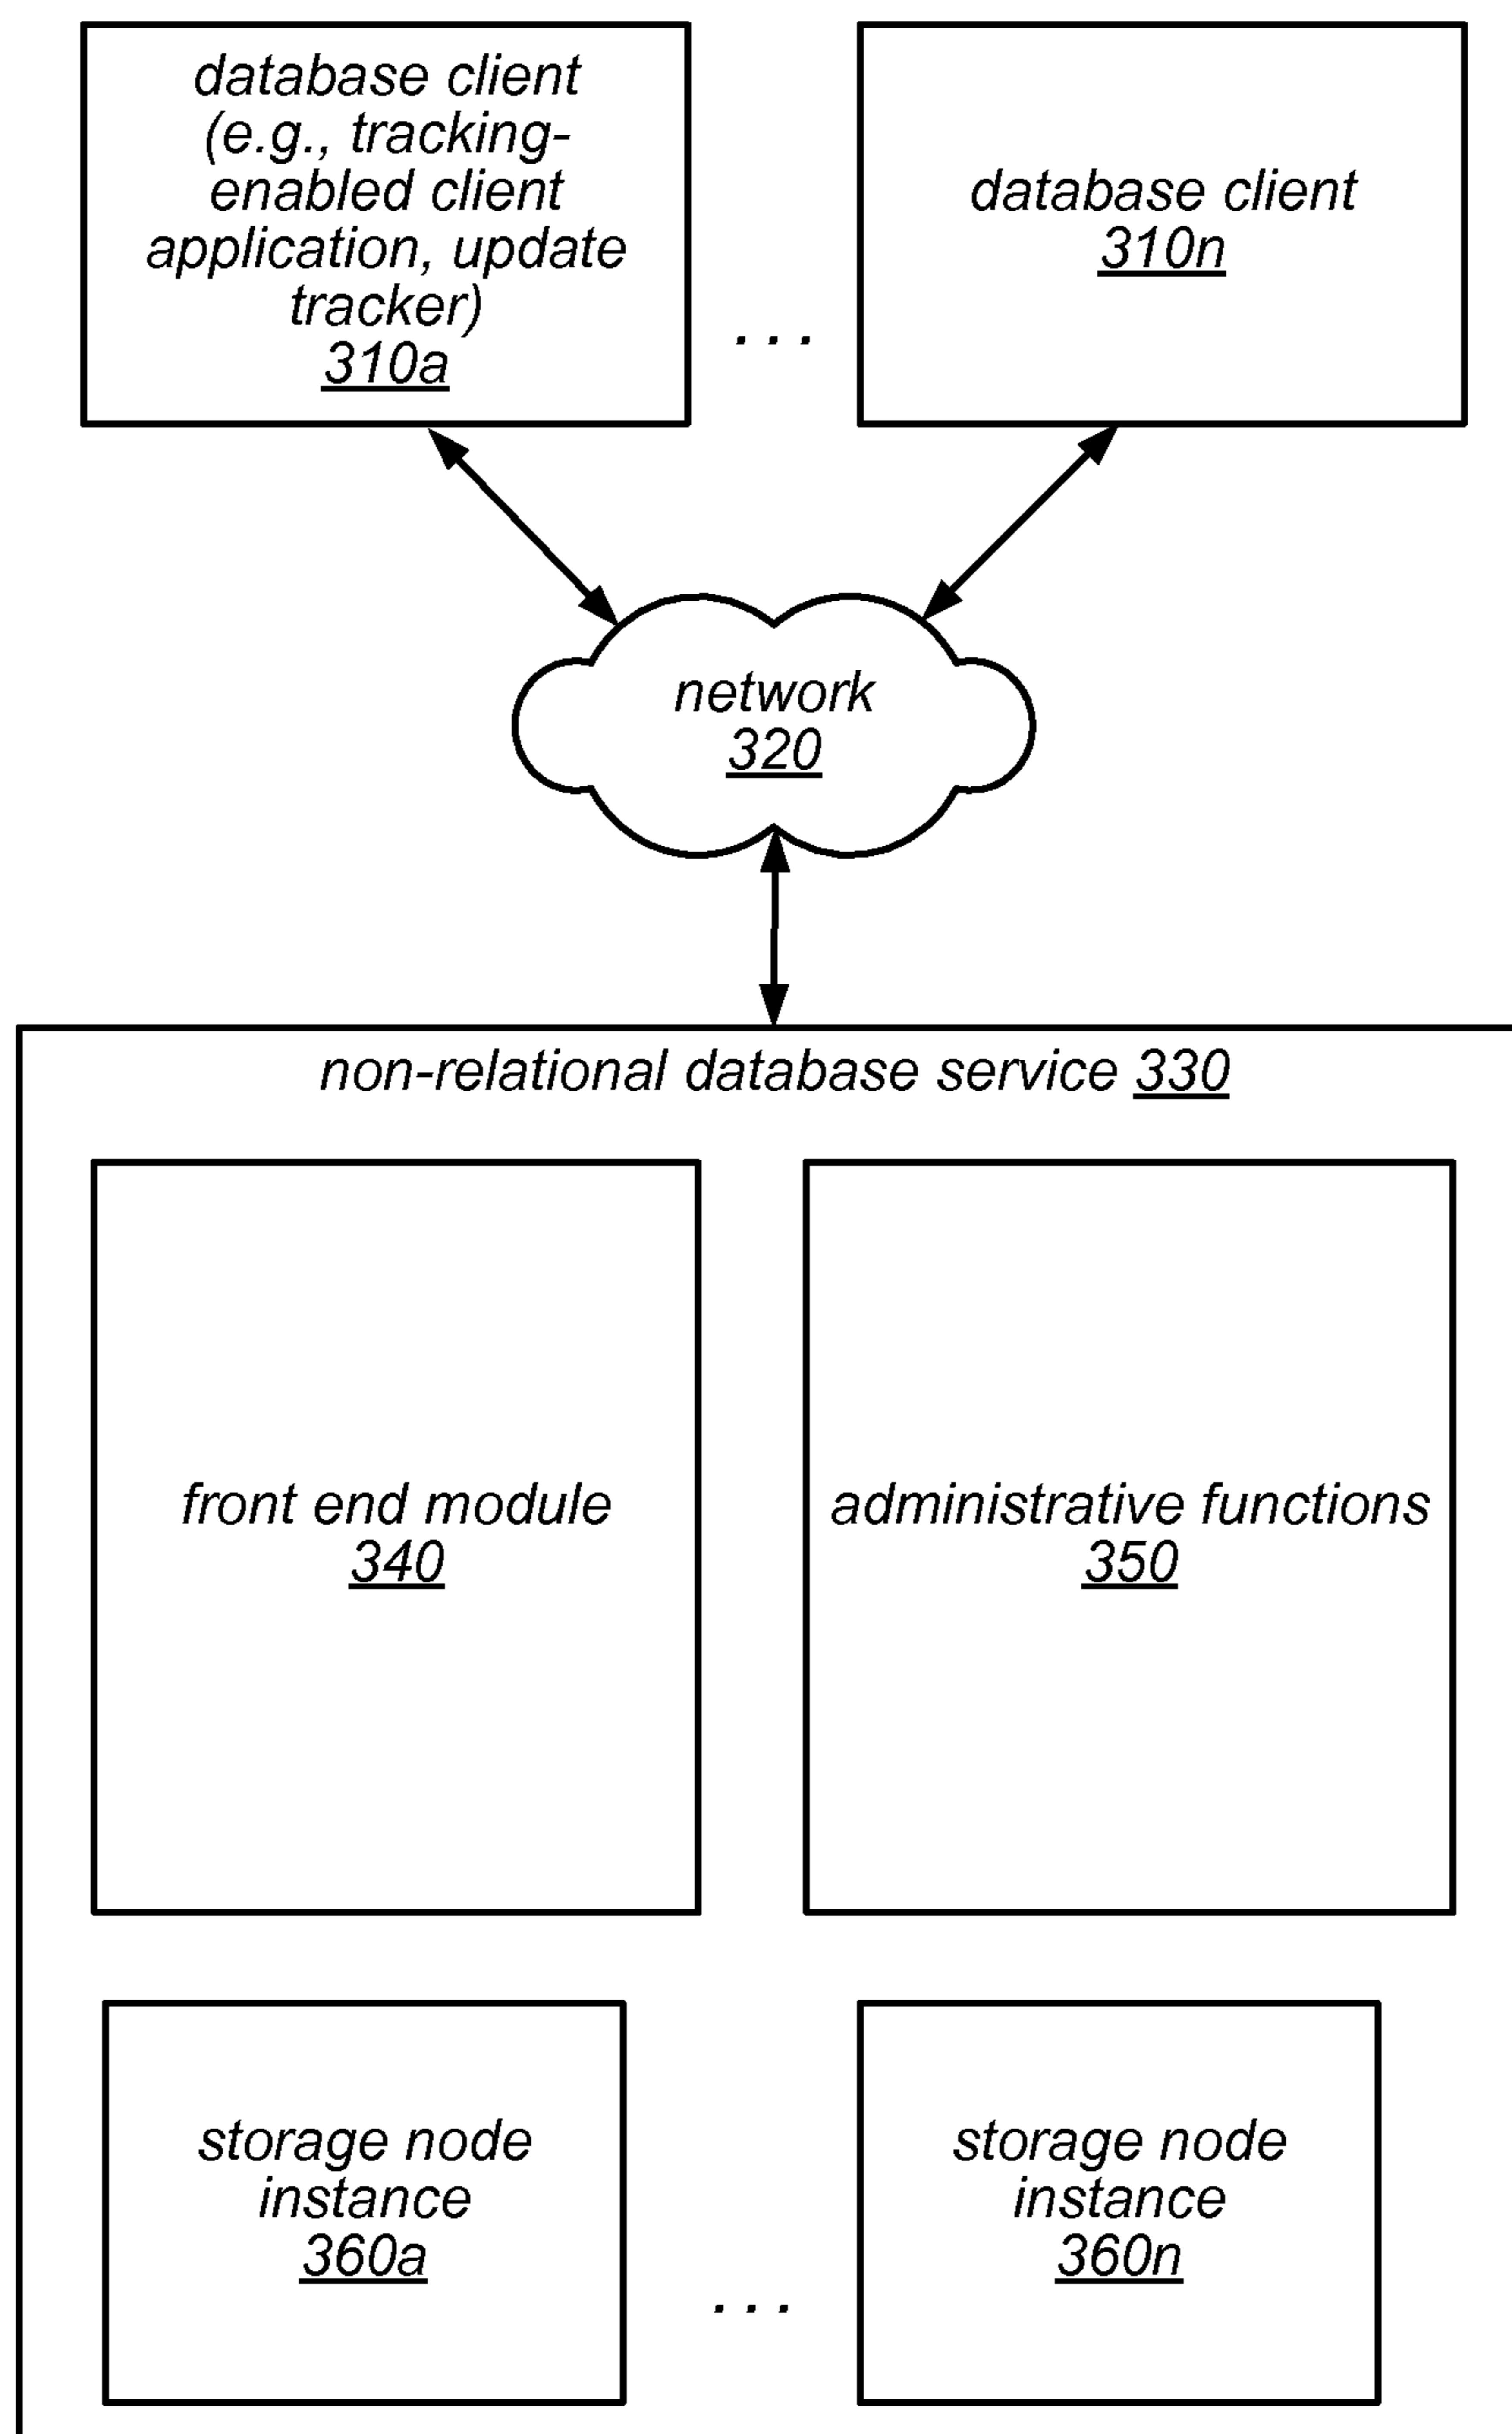 database client
(e.g., tracking-
enabled client
application, update
tracker)
310a
. . .
database client
310n
network
320
non-relational database service 330
front end module
340
administrative functions
350
storage node
instance
360a
. . .
storage node
instance
360n